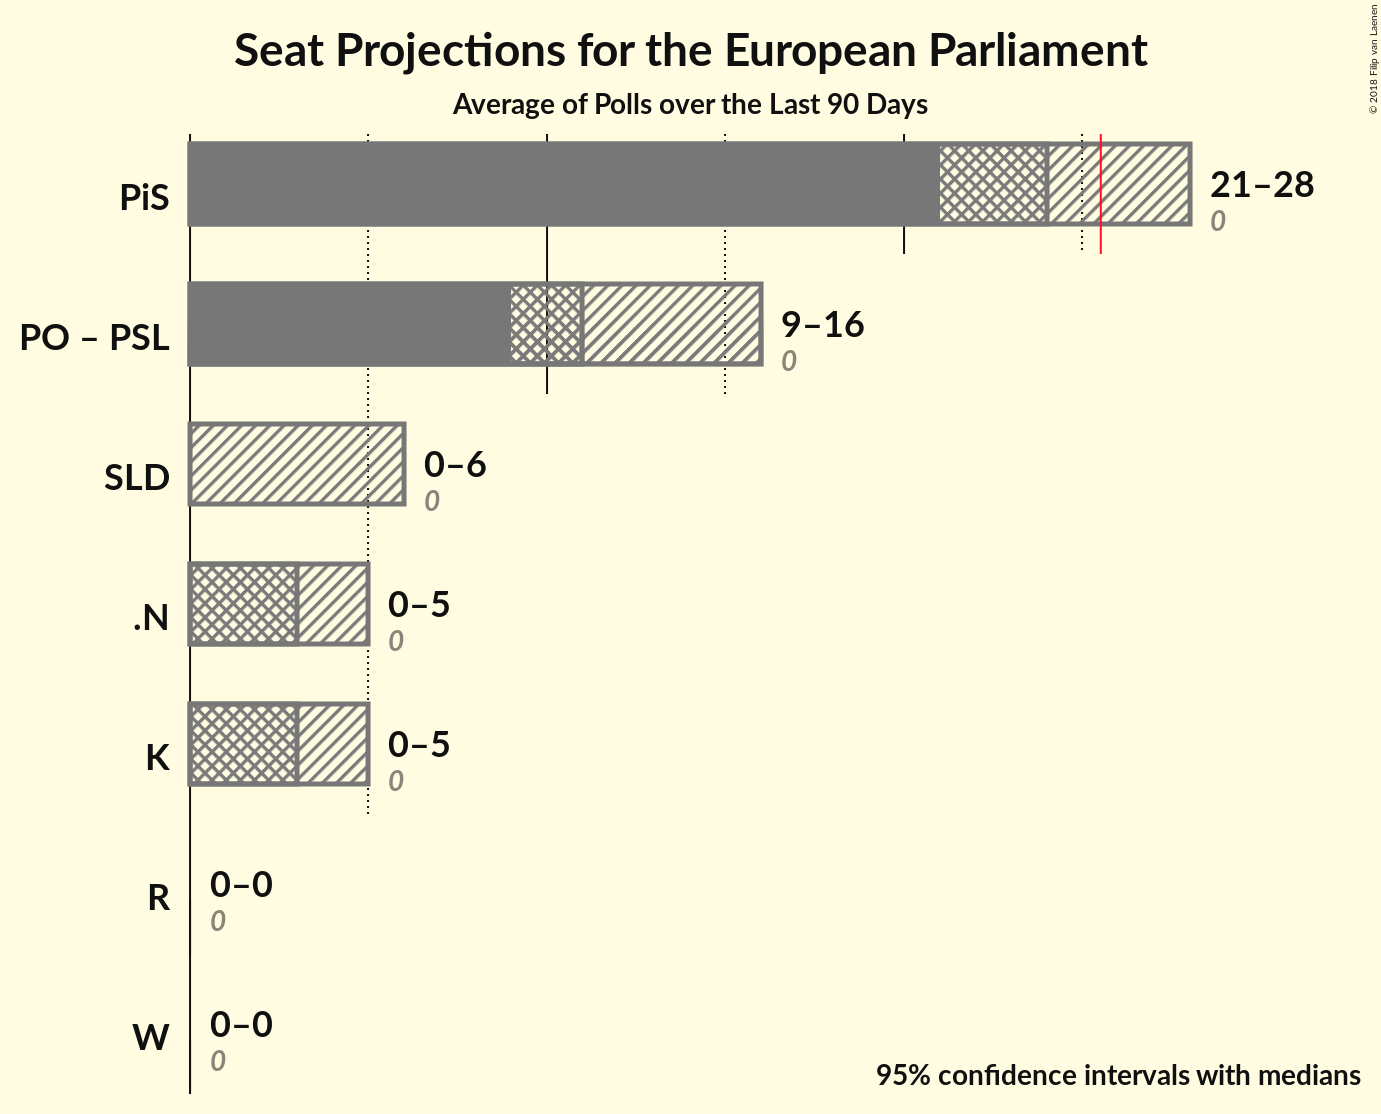 Seat Projections for the European Parliament
Average of Polls over the Last 90 Days
© 2018 Filip van Laenen
PiS
21–28
0
PO – PSL
9–16
0
SLD
0–6
0
.N
0–5
0
K
0–5
0
R
0–0
0
W
0–0
0
95% confidence intervals with medians